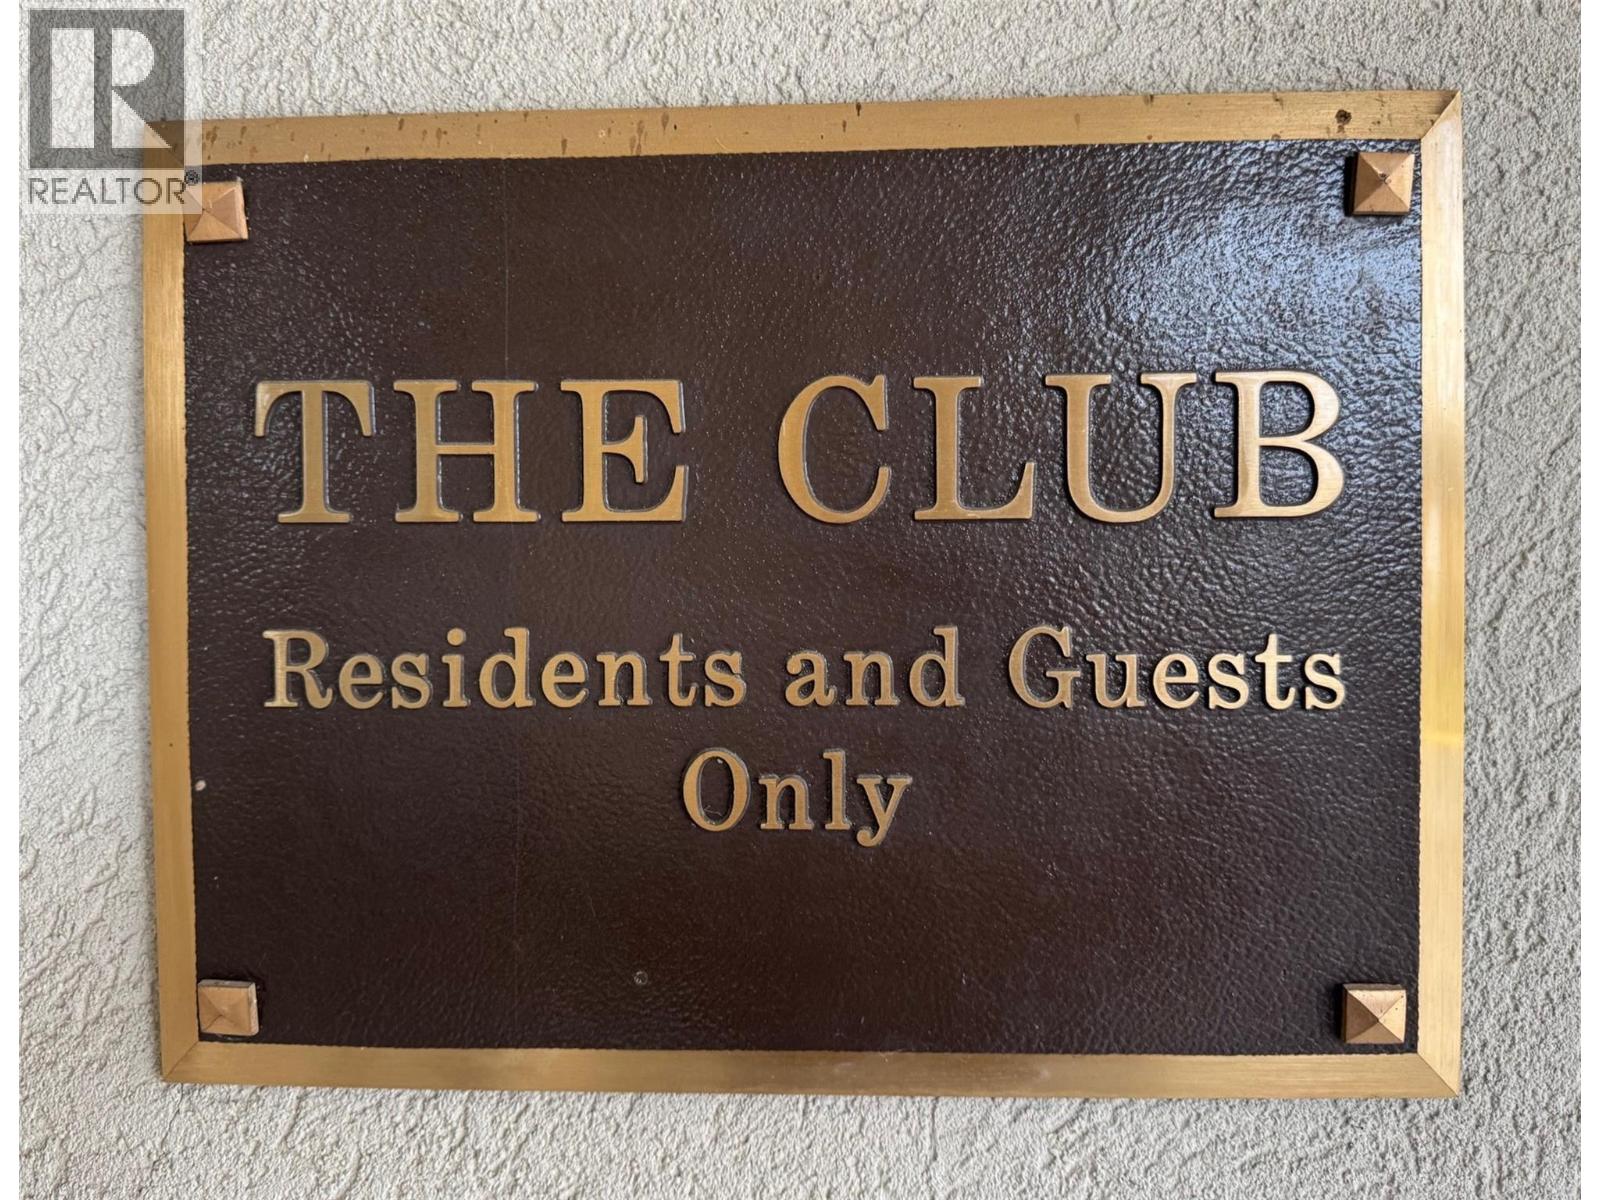 REALTOR®
THE CLUB
Residents and Guests
Only